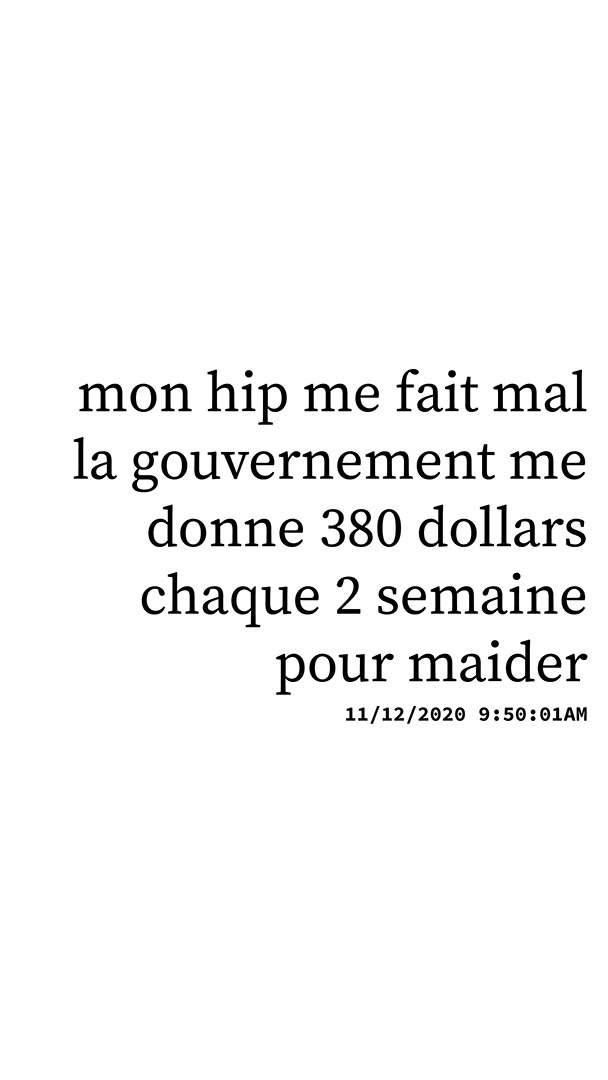 mon hip me fait mal
la gouvernement me
donne 380 dollars
chaque 2 semaine
pour maider
11/12/2020 9:50:01AM